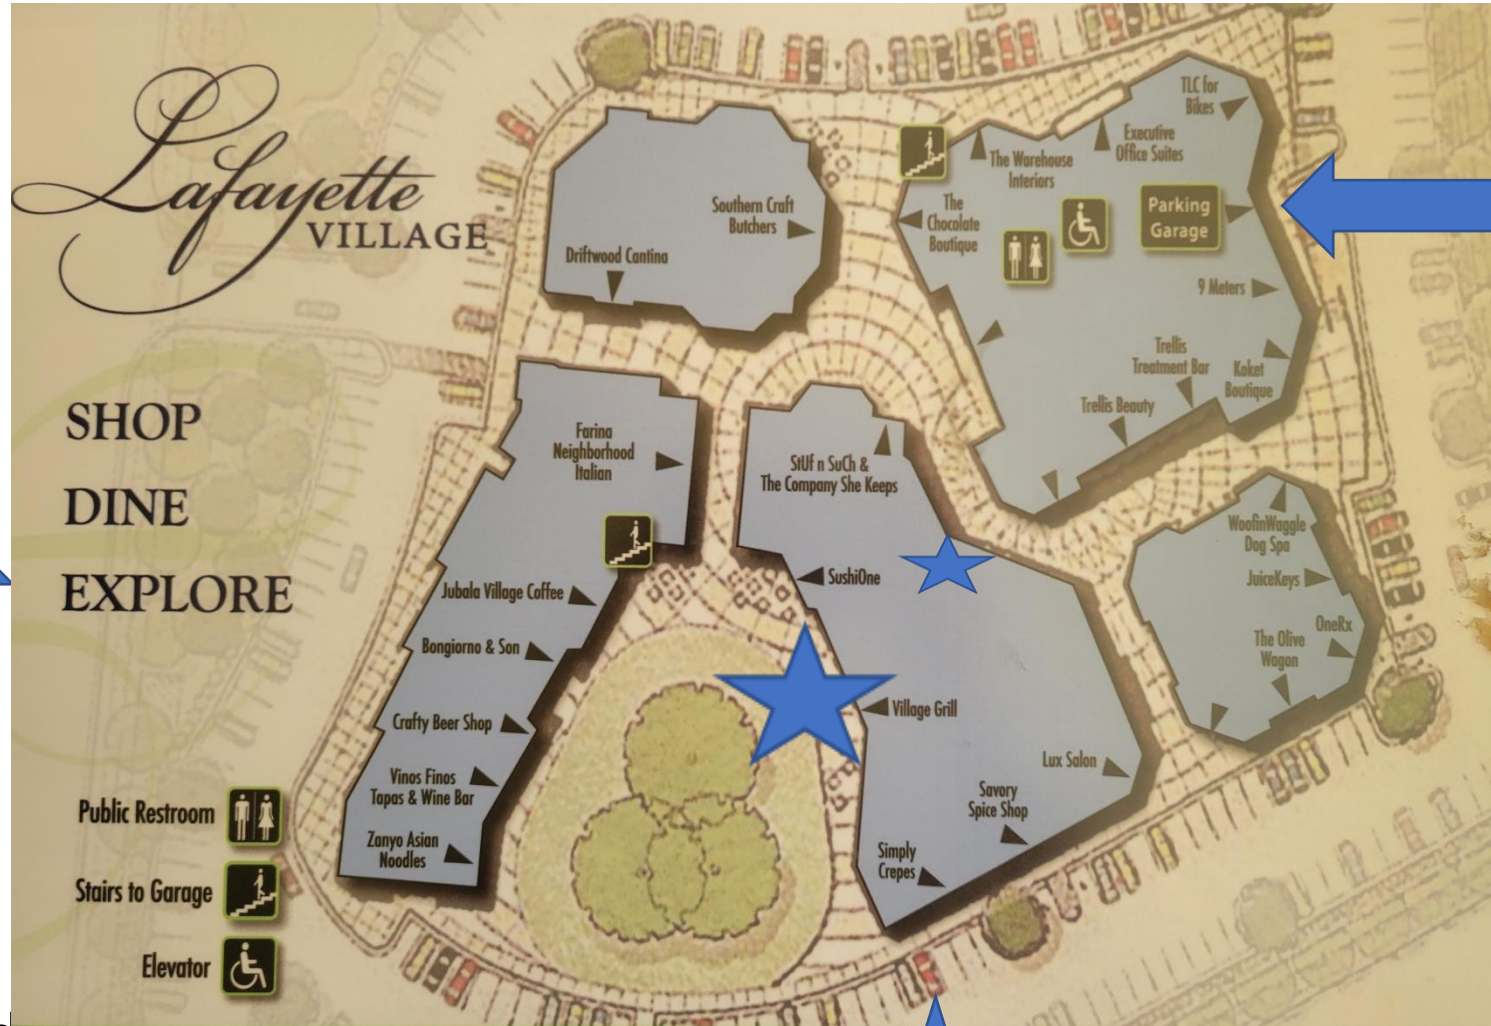 Lafayette
VILLAGE
SHOP
DINE
EXPLORE
Public Restroom
Stairs to Garage
Elevator
Driftwood Cantina
Southern Craft
Butchers
The Chocolate
Boutique
The Warehouse
Interiors
Executive
Office Suites
TLC for
Bikes
Parking
Garage
9 Meters
Koket
Boutique
Trellis
Treatment Bar
Trellis Beauty
Farina
Neighborhood
Italian
Jubala Village Coffee
Bongiorno & Son
Crafty Beer Shop
Vinos Finos
Tapas & Wine Bar
Zanyo Asian
Noodles
StUf n SuCh &
The Company She Keeps
SushiOne
Village Grill
Lux Salon
Savory
Spice Shop
Simply
Crepes
WoofinWaggle
Dog Spa
JuiceKeys
OneRx
The Olive
Wagon